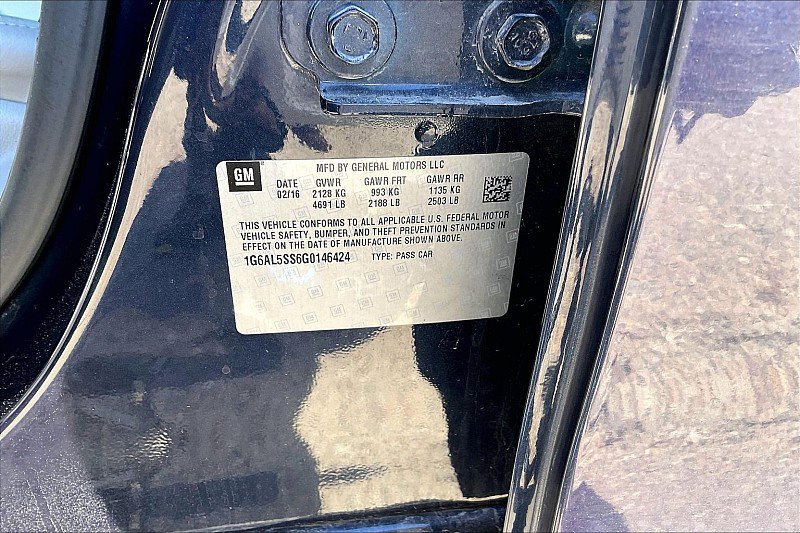 GM
MFD BY GENERAL MOTORS LLC
DATE GVWR GAWR FRT GAWR RR
02/16 2128 KG 993 KG 1135 KG
4691 LB 2188 LB 2503 LB
THIS VEHICLE CONFORMS TO ALL APPLICABLE U.S. FEDERAL MOTOR
VEHICLE SAFETY, BUMPER, AND THEFT PREVENTION STANDARDS IN
EFFECT ON THE DATE OF MANUFACTURE SHOWN ABOVE.
1G6AL5SS6G0146424 TYPE: PASS CAR